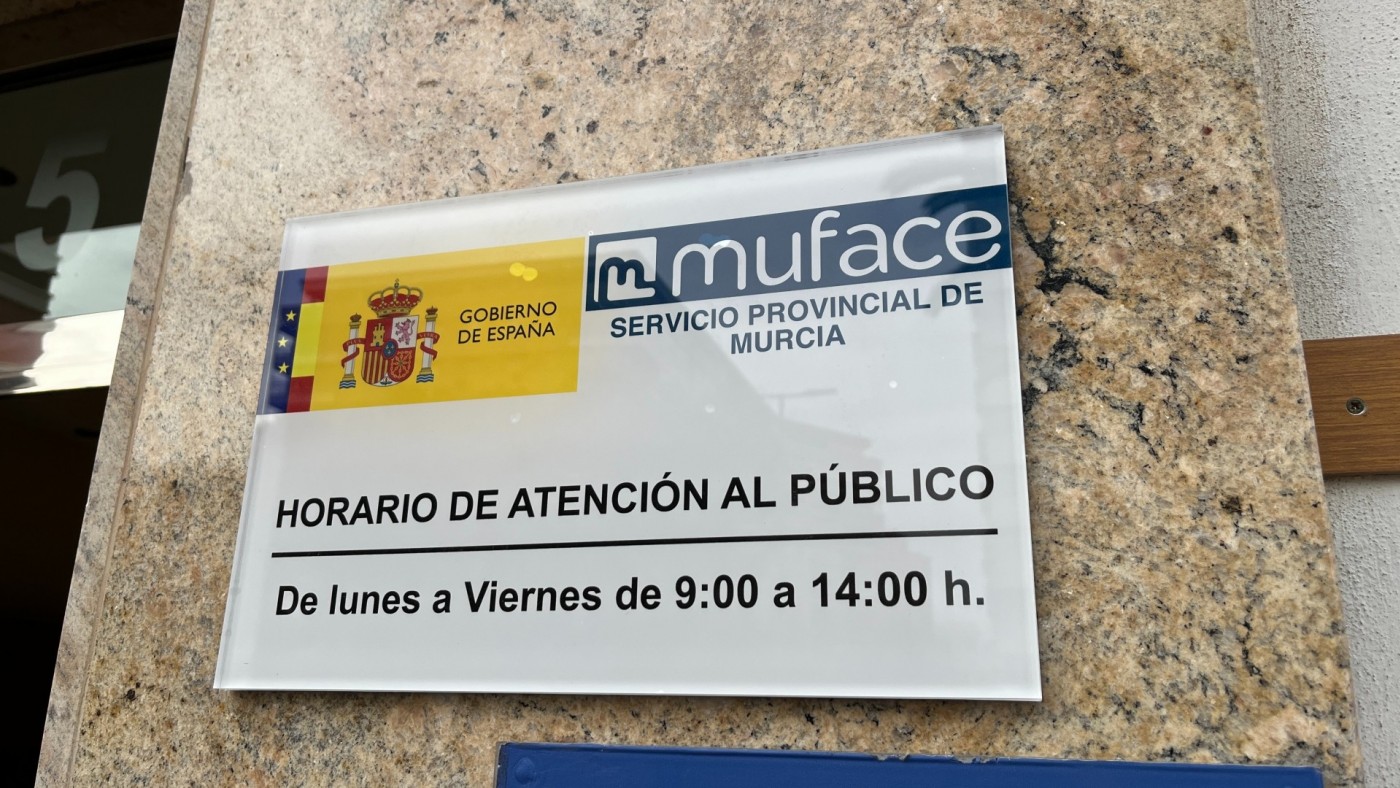 5
GOBIERNO
DE ESPAÑA
muface
SERVICIO PROVINCIAL DE
MURCIA
HORARIO DE ATENCIÓN AL PÚBLICO
De lunes a Viernes de 9:00 a 14:00 h.